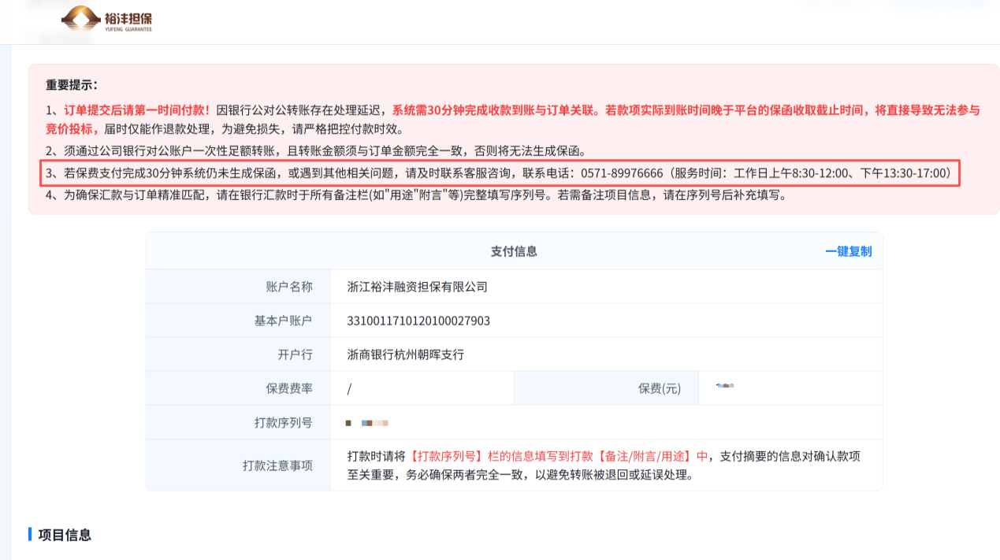 裕沣担保
YUFENG GUARANTEE
重要提示：
1、订单提交后请第一时间付款！因银行公对公转账存在处理延迟，系统需30分钟完成收款到账与订单关联。若款项实际到账时间晚于平台的保函收取截止时间，将直接导致无法参与
竞价投标，届时仅能作退款处理，为避免损失，请严格把控付款时效。
2、须通过公司银行对公账户一次性足额转账，且转账金额须与订单金额完全一致，否则将无法生成保函。
3、若保费支付完成30分钟系统仍未生成保函，或遇到其他相关问题，请及时联系客服咨询，联系电话：0571-89976666（服务时间：工作日上午8:30-12:00、下午13:30-17:00）
4、为确保汇款与订单精准匹配，请在银行汇款时于所有备注栏(如"用途"附言"等)完整填写序列号。若需备注项目信息，请在序列号后补充填写。
支付信息 一键复制
账户名称 浙江裕沣融资担保有限公司
基本户账户 3310011710120100027903
开户行 浙商银行杭州朝晖支行
保费费率 / 保费(元)
打款序列号
打款注意事项 打款时请将【打款序列号】栏的信息填写到打款【备注/附言/用途】中，支付摘要的信息对确认款项
至关重要，务必确保两者完全一致，以避免转账被退回或延误处理。
项目信息